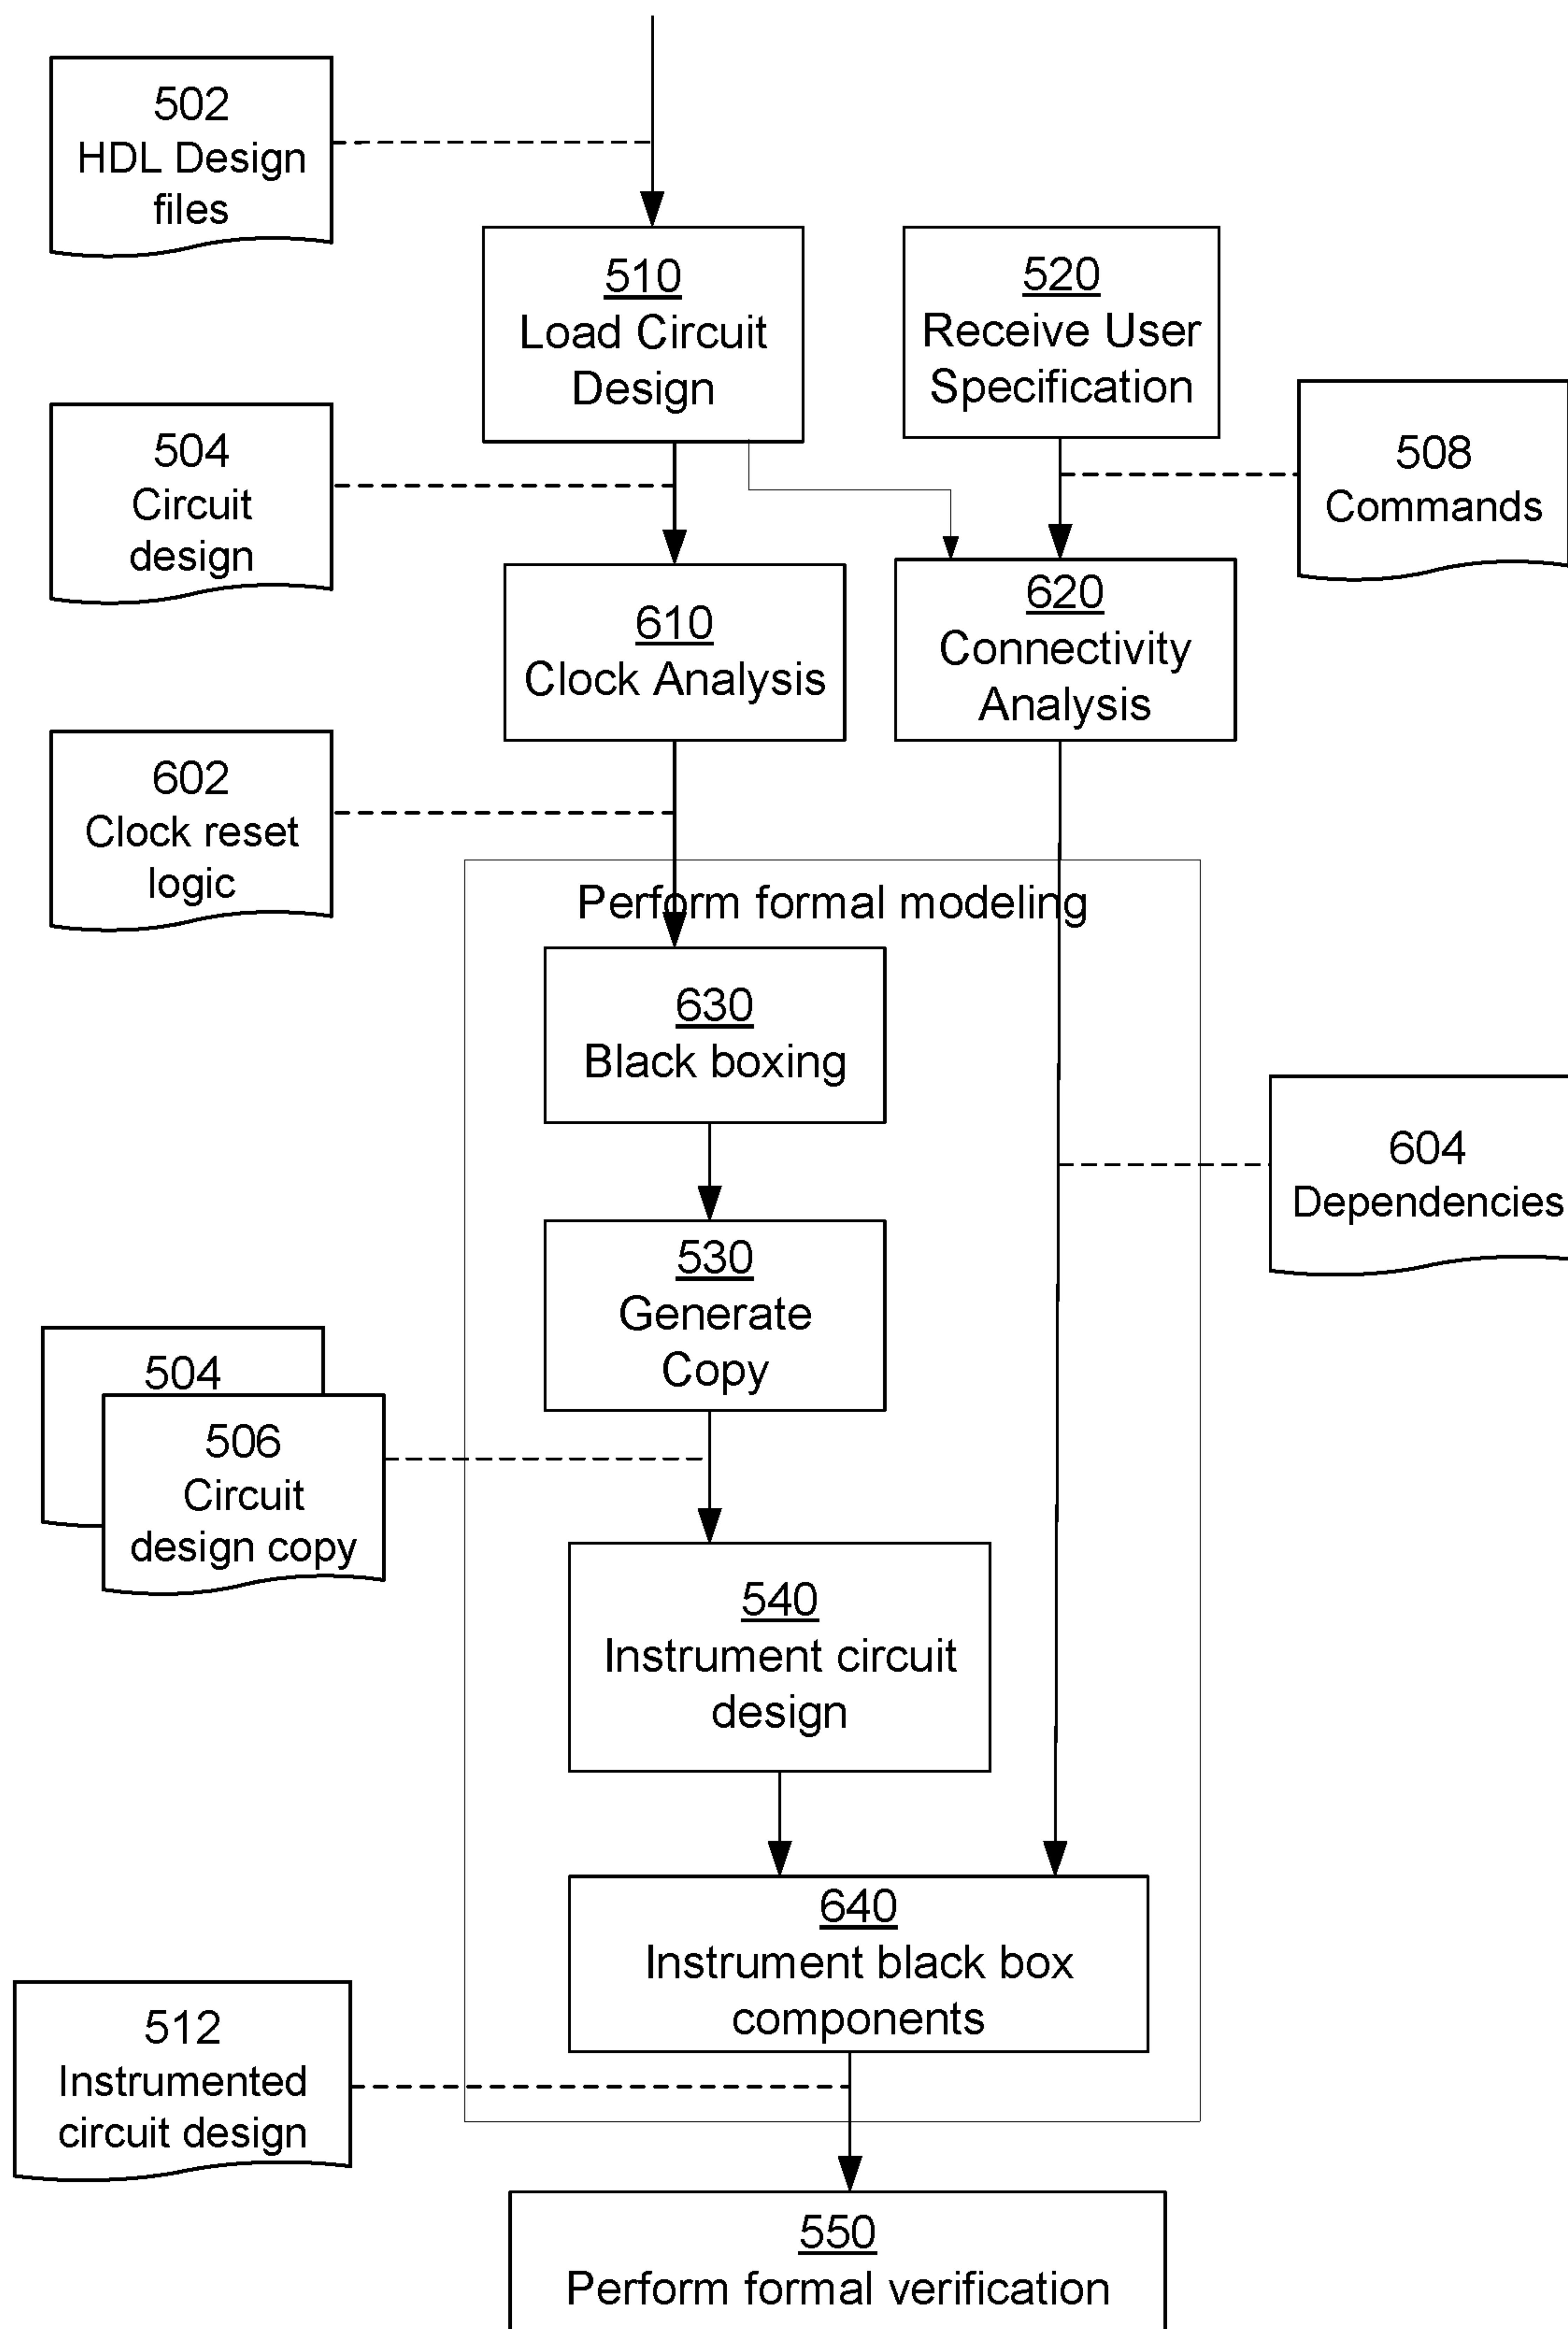 502
HDL Design
files
510
Load Circuit
Design
520
Receive User
Specification
504
Circuit
design
508
Commands
610
Clock Analysis
620
Connectivity
Analysis
602
Clock reset
logic
Perform formal modeling
630
Black boxing
604
Dependencies
530
Generate
Copy
504
506
Circuit
design copy
540
Instrument circuit
design
640
Instrument black box
components
512
Instrumented
circuit design
550
Perform formal verification